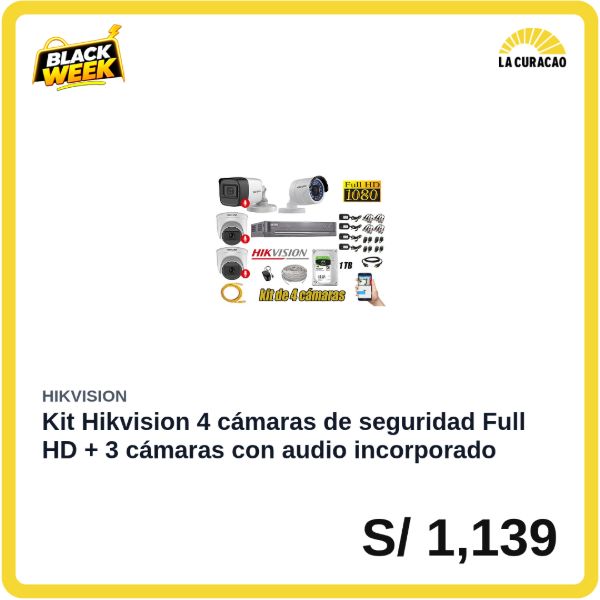 BLACK
WEEK
LA CURACAO
Full HD
1080
HIKVISION
1 TB
kit de 4 cámaras
HIKVISION
Kit Hikvision 4 cámaras de seguridad Full
HD + 3 cámaras con audio incorporado
S/ 1,139